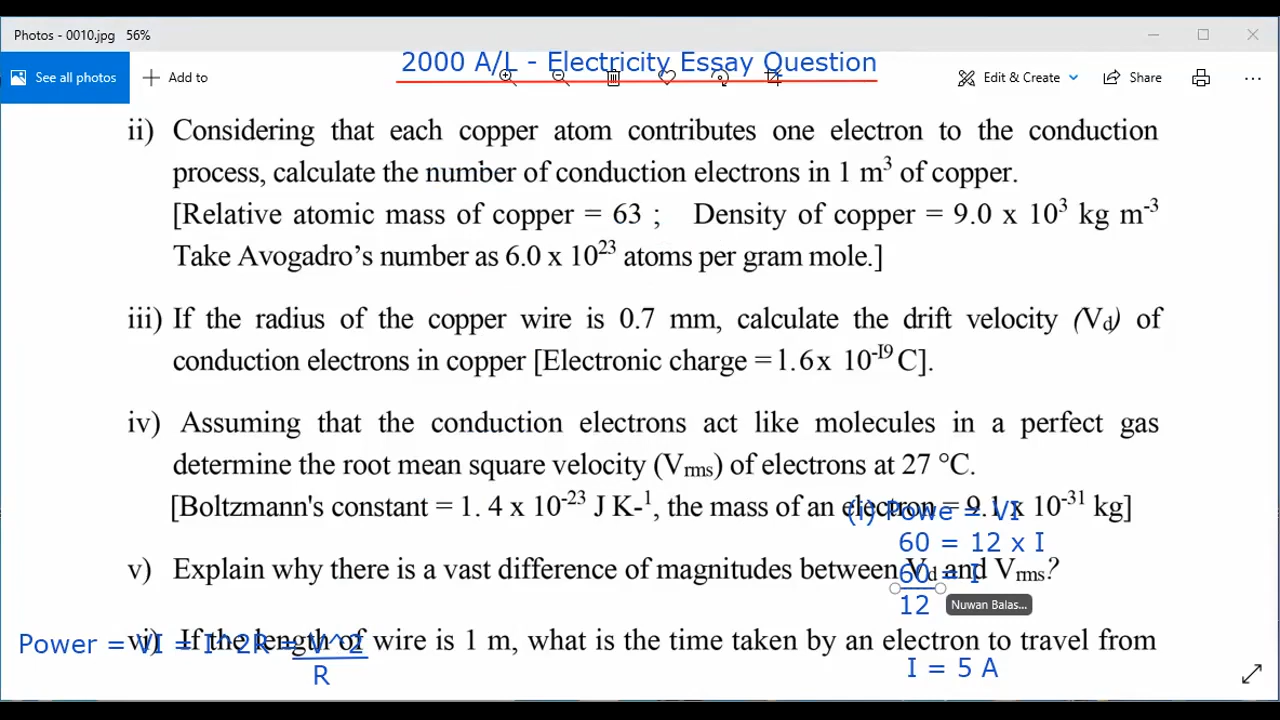 Photos - 0010.jpg 56%
2000 A/L - Electricity Essay Question
See all photos Add to Edit & Create Share
ii) Considering that each copper atom contributes one electron to the conduction
process, calculate the number of conduction electrons in 1 m³ of copper.
[Relative atomic mass of copper = 63 ; Density of copper = 9.0 x 10³ kg m⁻³
Take Avogadro's number as 6.0 x 10²³ atoms per gram mole.]
iii) If the radius of the copper wire is 0.7 mm, calculate the drift velocity (Vd) of
conduction electrons in copper [Electronic charge = 1.6x 10⁻¹⁹ C].
iv) Assuming that the conduction electrons act like molecules in a perfect gas
determine the root mean square velocity (Vrms) of electrons at 27 °C.
[Boltzmann's constant = 1. 4 x 10⁻²³ J K-¹, the mass of an electron = 9.1 x 10⁻³¹ kg]
(i) Powe = VI
60 = 12 x I
v) Explain why there is a vast difference of magnitudes between Vd and Vrms?
60 = I
12
Nuwan Balas...
vi) If the length of wire is 1 m, what is the time taken by an electron to travel from
Power = VI = I^2R = V^2
R
I = 5 A